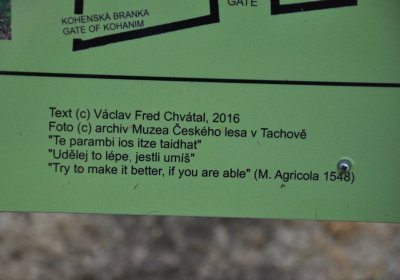 GATE
KOHENSKÁ BRANKA
GATE OF KOHANIM
Text (c) Václav Fred Chvátal, 2016
Foto (c) archiv Muzea Českého lesa v Tachově
"Te parambi ios itze taidhat"
"Udělej to lépe, jestli umíš"
"Try to make it better, if you are able" (M. Agricola 1548)